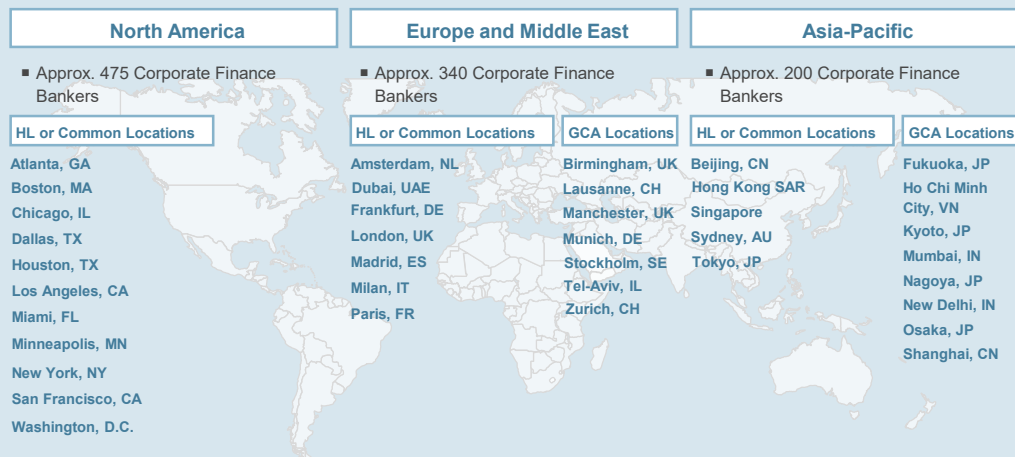 North America
■ Approx. 475 Corporate Finance
Bankers
HL or Common Locations
Atlanta, GA
Boston, MA
Chicago, IL
Dallas, TX
Houston, TX
Los Angeles, CA
Miami, FL
Minneapolis, MN
New York, NY
San Francisco, CA
Washington, D.C.
Europe and Middle East
■ Approx. 340 Corporate Finance
Bankers
HL or Common Locations
Amsterdam, NL
Dubai, UAE
Frankfurt, DE
London, UK
Madrid, ES
Milan, IT
Paris, FR
GCA Locations
Birmingham, UK
Lausanne, CH
Manchester, UK
Munich, DE
Stockholm, SE
Tel-Aviv, IL
Zurich, CH
Asia-Pacific
■ Approx. 200 Corporate Finance
Bankers
HL or Common Locations
Beijing, CN
Hong Kong SAR
Singapore
Sydney, AU
Tokyo, JP
GCA Locations
Fukuoka, JP
Ho Chi Minh
City, VN
Kyoto, JP
Mumbai, IN
Nagoya, JP
New Delhi, IN
Osaka, JP
Shanghai, CN